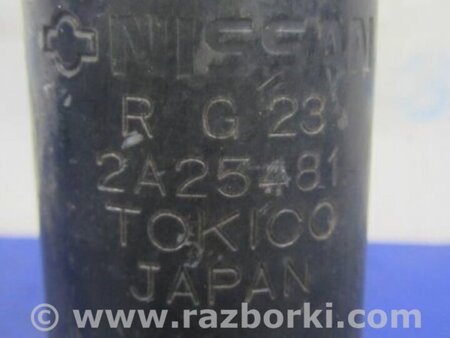 NISSAN
R G 23
2A25481
TOKICO
JAPAN
© www.razborki.com